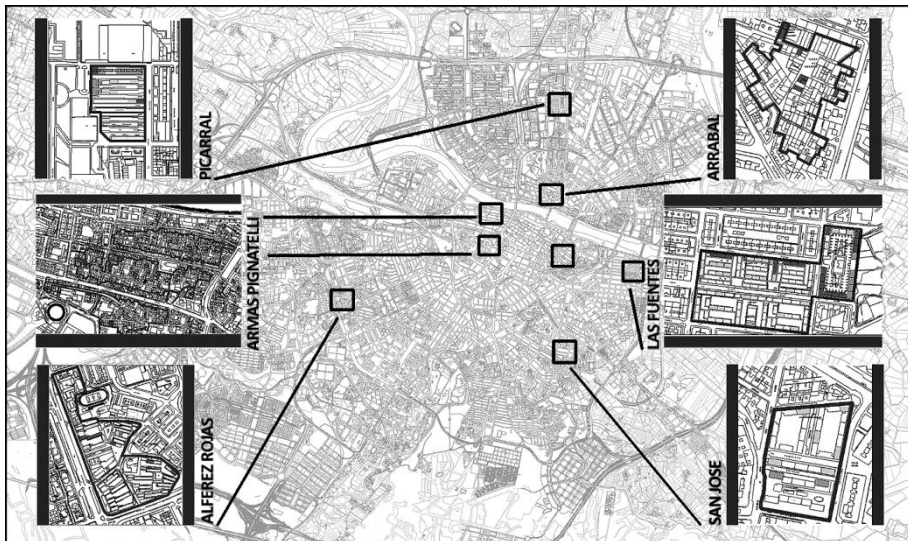 PICARRAL
ARRABAL
ARMAS-PIGNATELLI
LAS FUENTES
ALFEREZ ROJAS
SAN JOSE